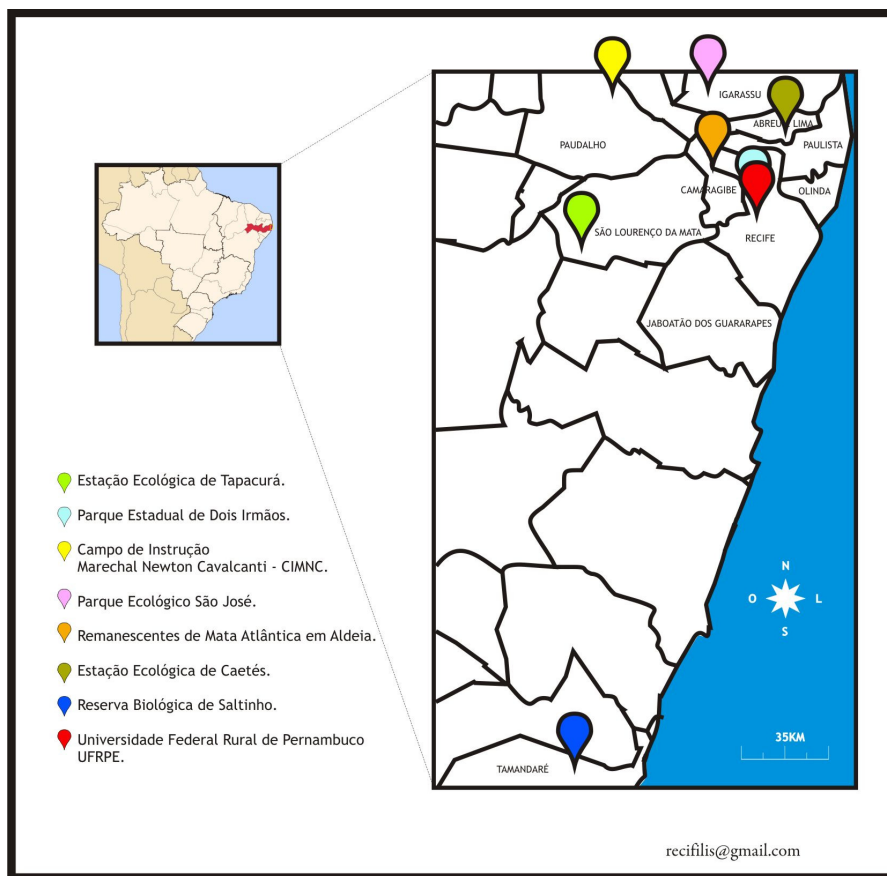 IGARASSU
ABREU E LIMA
PAUDALHO
PAULISTA
CAMARAGIBE
OLINDA
SÃO LOURENÇO DA MATA
RECIFE
JABOATÃO DOS GUARARAPES
Estação Ecológica de Tapacurá.
Parque Estadual de Dois Irmãos.
Campo de Instrução
Marechal Newton Cavalcanti - CIMNC.
Parque Ecológico São José.
Remanescentes de Mata Atlântica em Aldeia.
Estação Ecológica de Caetés.
Reserva Biológica de Saltinho.
Universidade Federal Rural de Pernambuco
UFRPE.
N
O L
S
35KM
TAMANDARÉ
recifilis@gmail.com